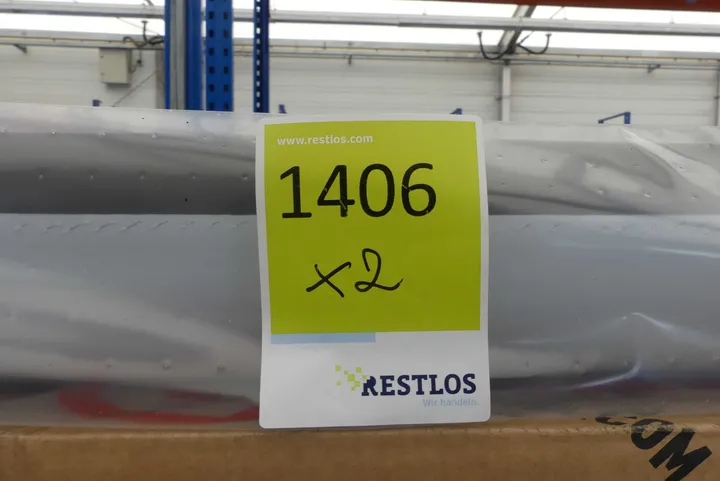 www.restlos.com
1406
x2
RESTLOS
Wir handeln.
COM